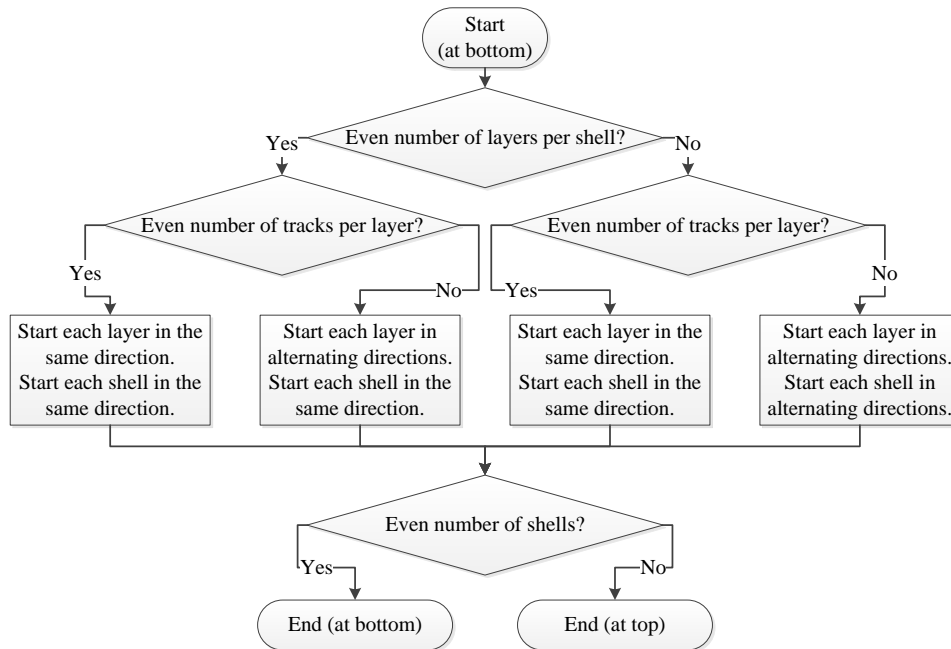 Start
(at bottom)
Even number of layers per shell?
Yes
No
Even number of tracks per layer?
Even number of tracks per layer?
Yes
No
Yes
No
Start each layer in the
same direction.
Start each shell in the
same direction.
Start each layer in
alternating directions.
Start each shell in the
same direction.
Start each layer in the
same direction.
Start each shell in the
same direction.
Start each layer in
alternating directions.
Start each shell in
alternating directions.
Even number of shells?
Yes
No
End (at bottom)
End (at top)